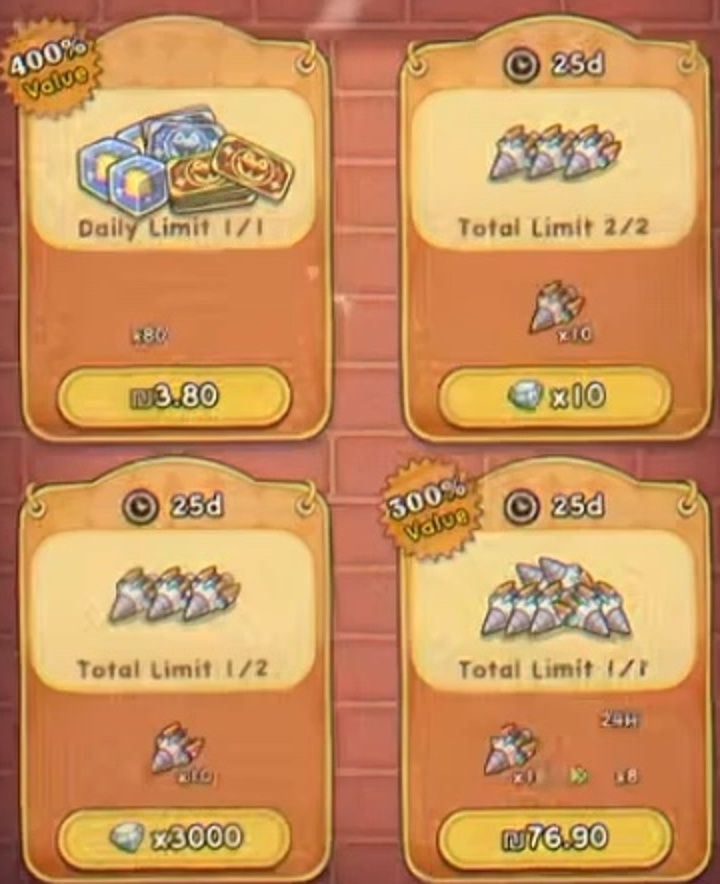 400%
Value
Daily Limit 1/1
x80
₪3.80
25d
Total Limit 2/2
x10
x10
25d
Total Limit 1/2
x10
x3000
300%
Value
25d
Total Limit 1/1
24H
x8
₪76.90